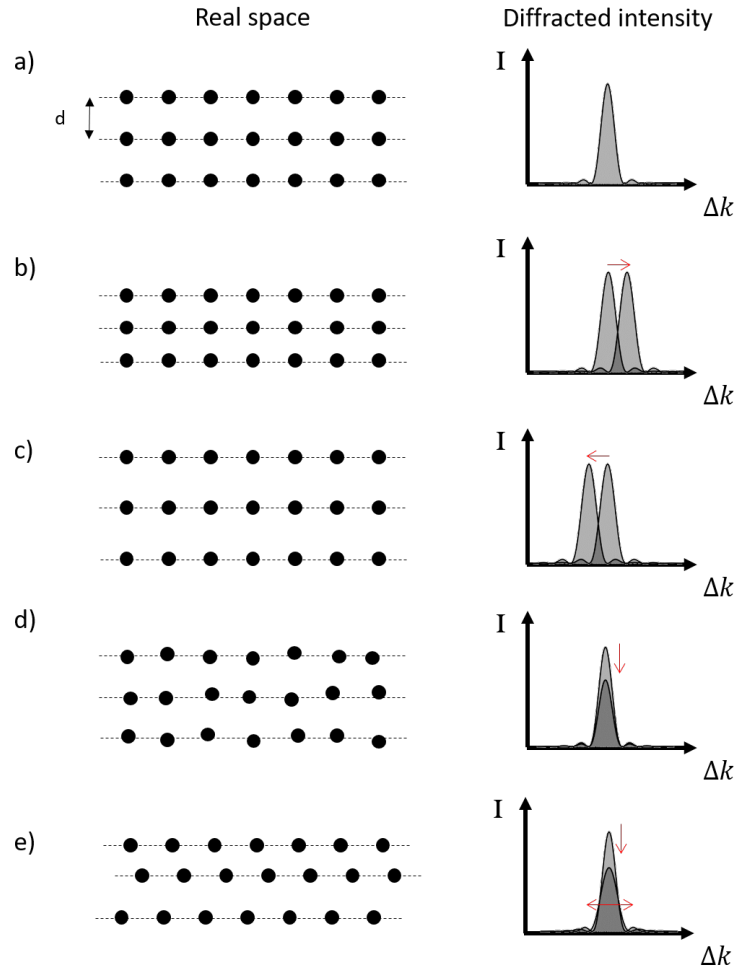 Real space
Diffracted intensity
a)
d
I
Δk
b)
I
Δk
c)
I
Δk
d)
I
Δk
e)
I
Δk